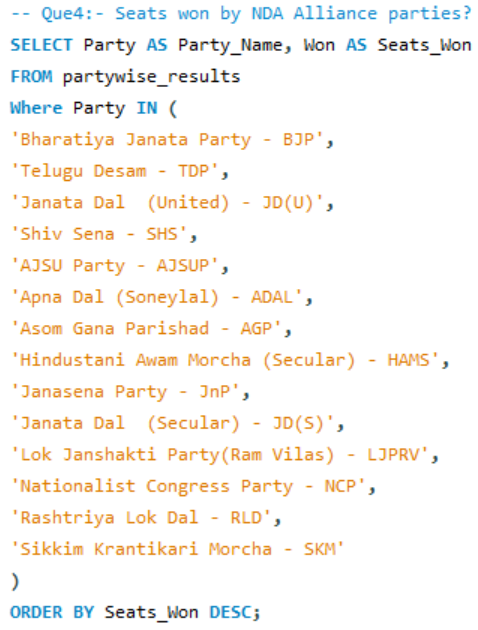 -- Que4:- Seats won by NDA Alliance parties?
SELECT Party AS Party_Name, Won AS Seats_Won
FROM partywise_results
Where Party IN (
'Bharatiya Janata Party - BJP',
'Telugu Desam - TDP',
'Janata Dal  (United) - JD(U)',
'Shiv Sena - SHS',
'AJSU Party - AJSUP',
'Apna Dal (Soneylal) - ADAL',
'Asom Gana Parishad - AGP',
'Hindustani Awam Morcha (Secular) - HAMS',
'Janasena Party - JnP',
'Janata Dal  (Secular) - JD(S)',
'Lok Janshakti Party(Ram Vilas) - LJPRV',
'Nationalist Congress Party - NCP',
'Rashtriya Lok Dal - RLD',
'Sikkim Krantikari Morcha - SKM'
)
ORDER BY Seats_Won DESC;